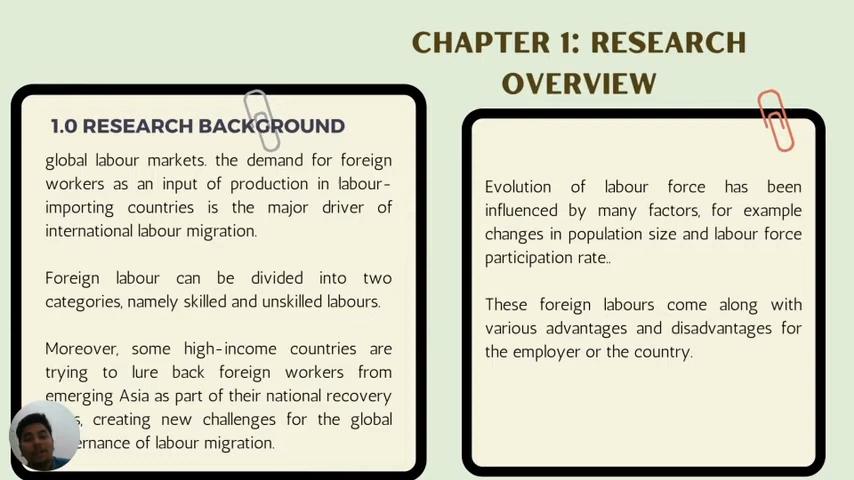 CHAPTER 1: RESEARCH
OVERVIEW
1.0 RESEARCH BACKGROUND
global labour markets. the demand for foreign
workers as an input of production in labour-
importing countries is the major driver of
international labour migration.
Foreign labour can be divided into two
categories, namely skilled and unskilled labours.
Moreover, some high-income countries are
trying to lure back foreign workers from
emerging Asia as part of their national recovery
creating new challenges for the global
of labour migration.
Evolution of labour force has been
influenced by many factors, for example
changes in population size and labour force
participation rate..
These foreign labours come along with
various advantages and disadvantages for
the employer or the country.